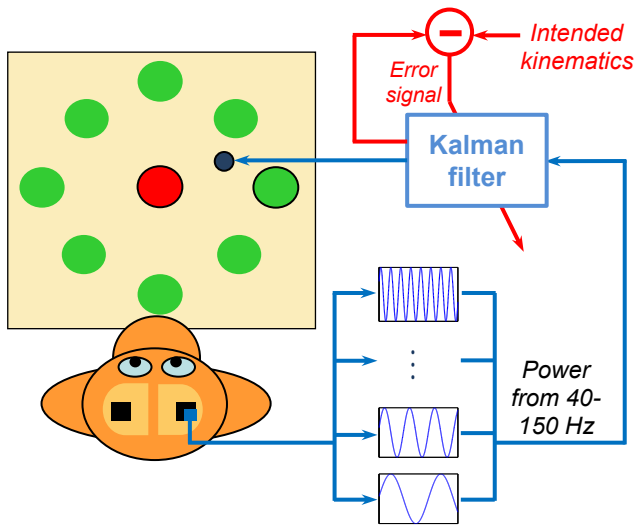 Intended
kinematics
Error
signal
Kalman
filter
Power
from 40-
150 Hz